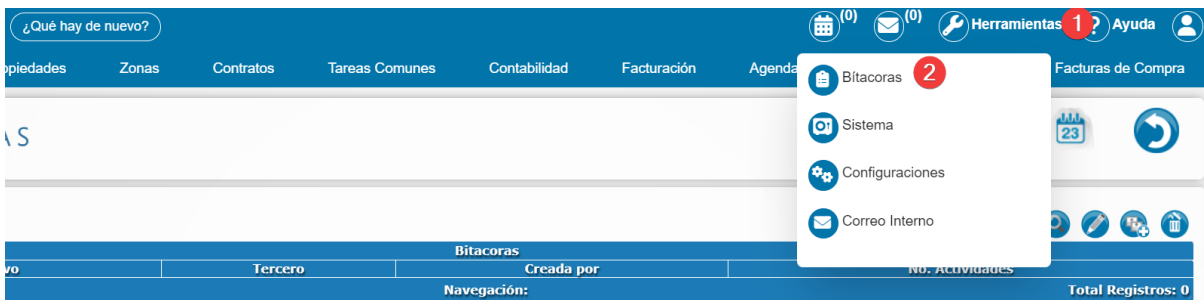 ¿Qué hay de nuevo?
(0)
(0)
Herramientas
1
?
Ayuda
opiedades
Zonas
Contratos
Tareas Comunes
Contabilidad
Facturación
Agenda
Facturas de Compra
Bítacoras
2
Sistema
Configuraciones
Correo Interno
AS
23
Bitacoras
vo
Tercero
Creada por
No. Actividades
Navegación:
Total Registros: 0